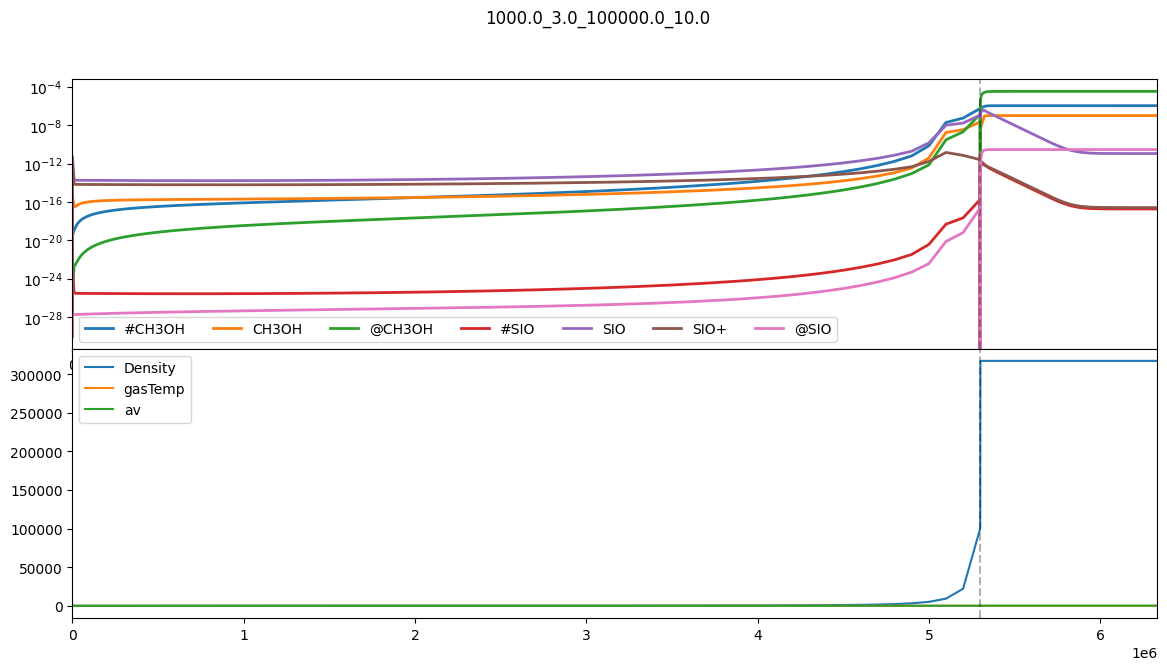 1000.0_3.0_100000.0_10.0
10⁻⁴
10⁻⁸
10⁻¹²
10⁻¹⁶
10⁻²⁰
10⁻²⁴
10⁻²⁸
#CH3OH CH3OH @CH3OH #SIO SIO SIO+ @SIO
300000
250000
200000
150000
100000
50000
0
Density
gasTemp
av
0 1 2 3 4 5 6
1e6